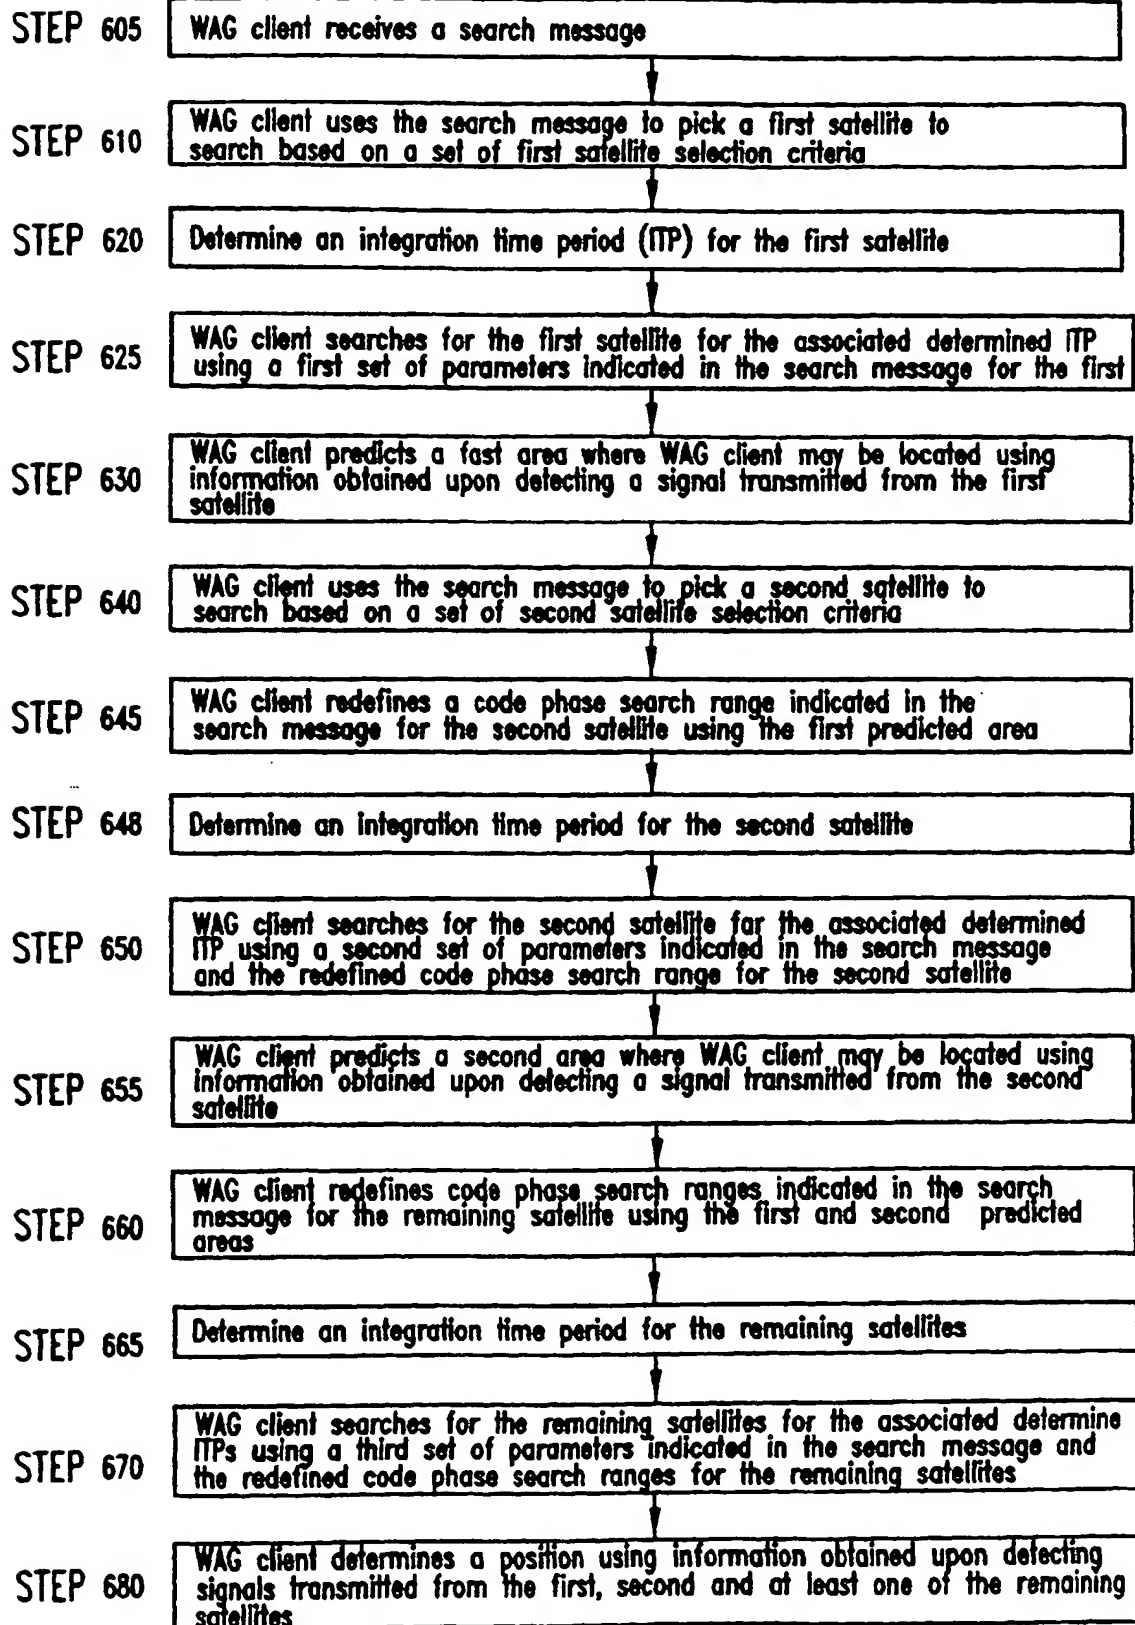 STEP 605
WAG client receives a search message
STEP 610
WAG client uses the search message to pick a first satellite to
search based on a set of first satellite selection criteria
STEP 620
Determine an integration time period (ITP) for the first satellite
STEP 625
WAG client searches for the first satellite for the associated determined ITP
using a first set of parameters indicated in the search message for the first
STEP 630
WAG client predicts a fast area where WAG client may be located using
information obtained upon detecting a signal transmitted from the first
satellite
STEP 640
WAG client uses the search message to pick a second satellite to
search based on a set of second satellite selection criteria
STEP 645
WAG client redefines a code phase search range indicated in the
search message for the second satellite using the first predicted area
STEP 648
Determine an integration time period for the second satellite
STEP 650
WAG client searches for the second satellite far the associated determined
ITP using a second set of parameters indicated in the search message
and the redefined code phase search range for the second satellite
STEP 655
WAG client predicts a second area where WAG client may be located using
information obtained upon detecting a signal transmitted from the second
satellite
STEP 660
WAG client redefines code phase search ranges indicated in the search
message for the remaining satellite using the first and second predicted
areas
STEP 665
Determine an integration time period for the remaining satellites
STEP 670
WAG client searches for the remaining satellites for the associated determine
ITPs using a third set of parameters indicated in the search message and
the redefined code phase search ranges for the remaining satellites
STEP 680
WAG client determines a position using information obtained upon detecting
signals transmitted from the first, second and at least one of the remaining
satellites